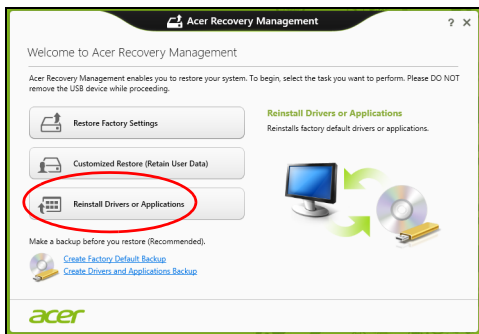 Acer Recovery Management
? X
Welcome to Acer Recovery Management
Acer Recovery Management enables you to restore your system. To begin, select the task you want to perform. Please DO NOT
remove the USB device while proceeding.
Restore Factory Settings
Customized Restore (Retain User Data)
Reinstall Drivers or Applications
Reinstall Drivers or Applications
Reinstalls factory default drivers or applications.
Make a backup before you restore (Recommended).
Create Factory Default Backup
Create Drivers and Applications Backup
acer